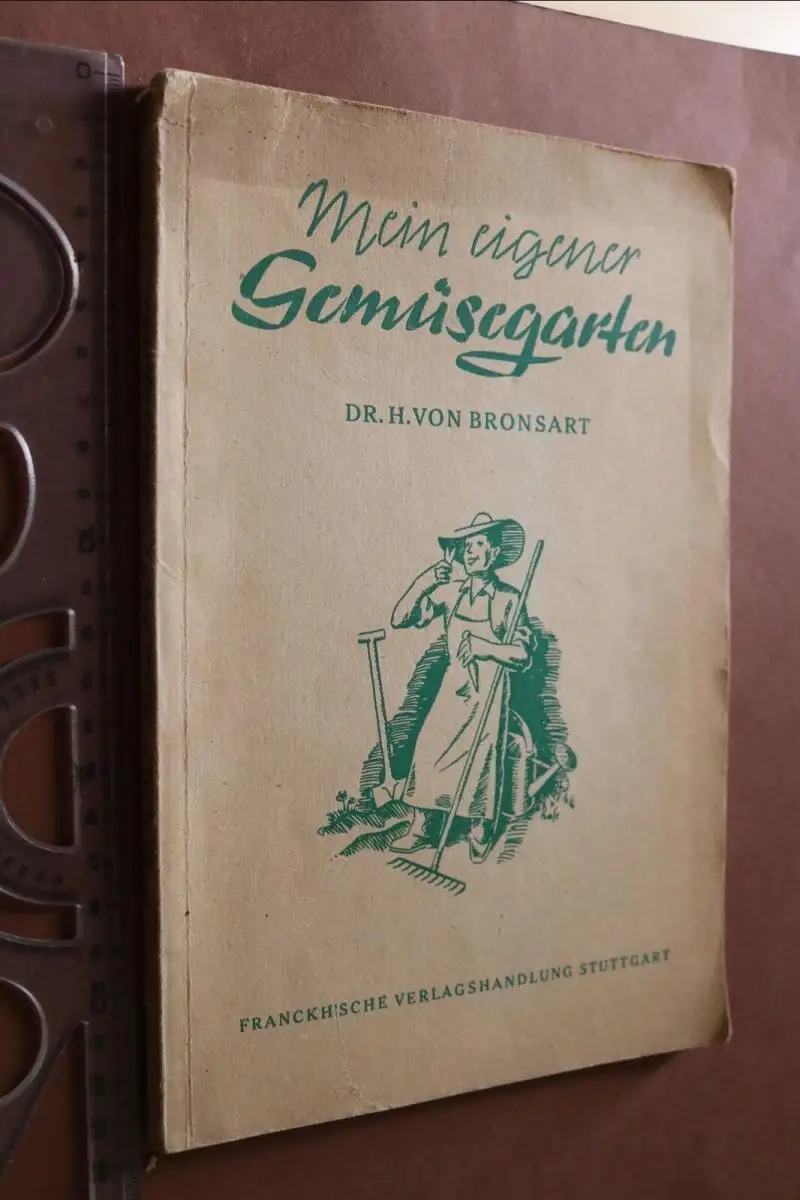 Mein eigener
Gemüsegarten
DR. H. VON BRONSART
FRANCKH'SCHE VERLAGSHANDLUNG STUTTGART